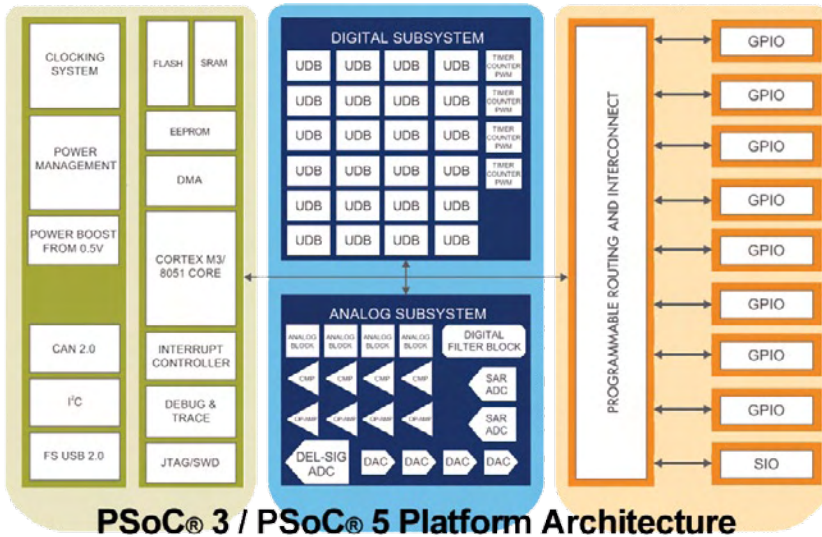 CLOCKING
SYSTEM
POWER
MANAGEMENT
POWER BOOST
FROM 0.5V
CAN 2.0
I²C
FS USB 2.0
FLASH
SRAM
EEPROM
DMA
CORTEX M3/
8051 CORE
INTERRUPT
CONTROLLER
DEBUG &
TRACE
JTAG/SWD
DIGITAL SUBSYSTEM
UDB UDB UDB UDB
TIMER
COUNTER
PWM
UDB UDB UDB UDB
TIMER
COUNTER
PWM
UDB UDB UDB UDB
TIMER
COUNTER
PWM
UDB UDB UDB UDB
TIMER
COUNTER
PWM
UDB UDB UDB UDB
UDB UDB UDB UDB
ANALOG SUBSYSTEM
ANALOG ANALOG ANALOG ANALOG
BLOCK BLOCK BLOCK BLOCK
DIGITAL
FILTER BLOCK
CMP CMP CMP CMP
SAR
ADC
OP-AMP OP-AMP OP-AMP OP-AMP
SAR
ADC
DEL-SIG
ADC
DAC DAC DAC DAC
PROGRAMMABLE ROUTING AND INTERCONNECT
GPIO
GPIO
GPIO
GPIO
GPIO
GPIO
GPIO
GPIO
SIO
PSoC® 3 / PSoC® 5 Platform Architecture